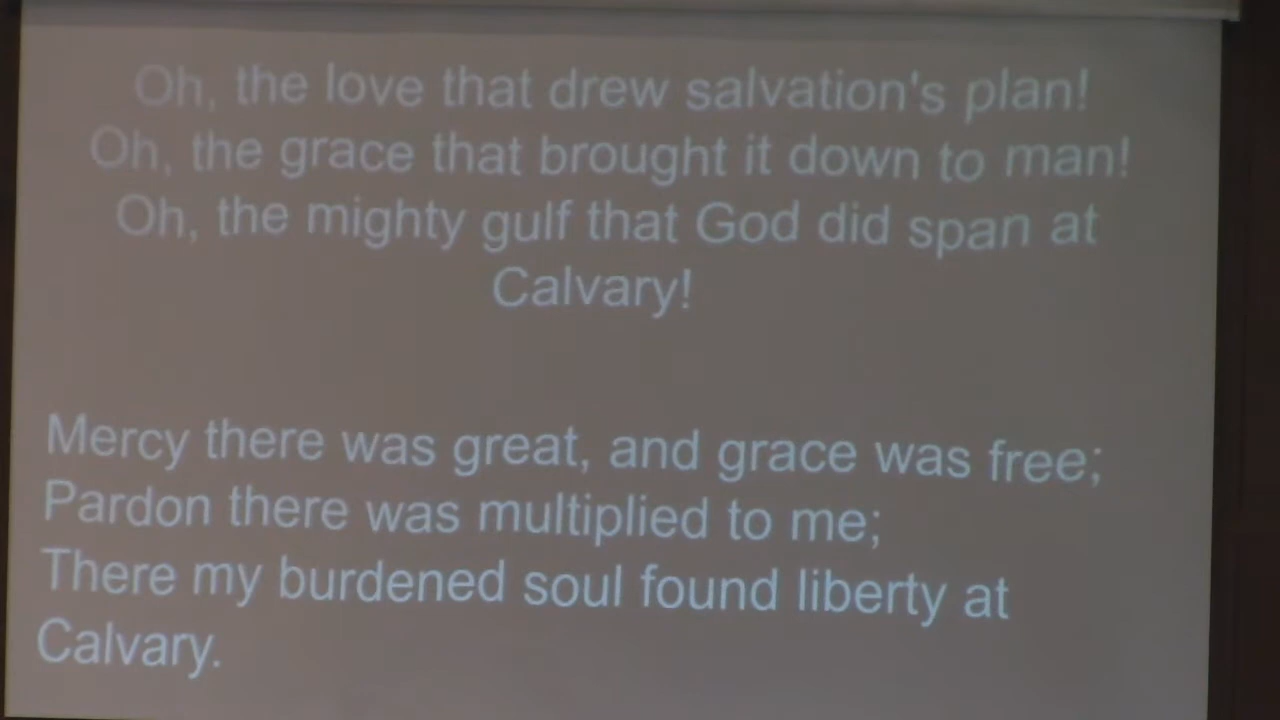 Oh, the love that drew salvation's plan!
Oh, the grace that brought it down to man!
Oh, the mighty gulf that God did span at
Calvary!
Mercy there was great, and grace was free;
Pardon there was multiplied to me;
There my burdened soul found liberty at
Calvary.